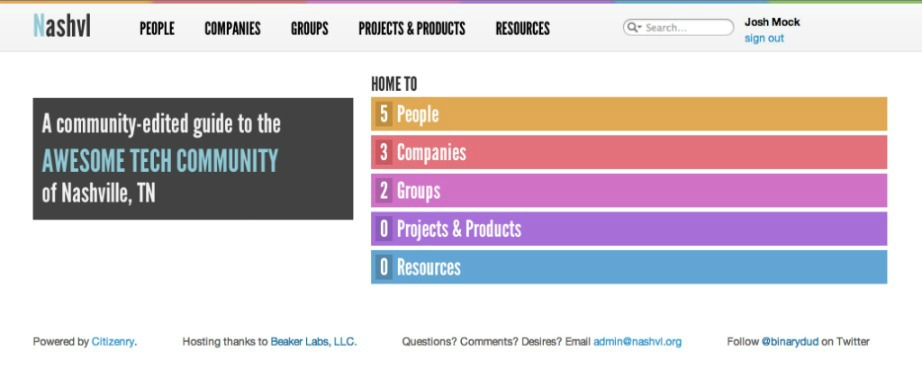 Nashvl PEOPLE COMPANIES GROUPS PROJECTS & PRODUCTS RESOURCES Search... Josh Mock
sign out
HOME TO
A community-edited guide to the
AWESOME TECH COMMUNITY
of Nashville, TN
5 People
3 Companies
2 Groups
0 Projects & Products
0 Resources
Powered by Citizenry. Hosting thanks to Beaker Labs, LLC. Questions? Comments? Desires? Email admin@nashvl.org Follow @binarydud on Twitter